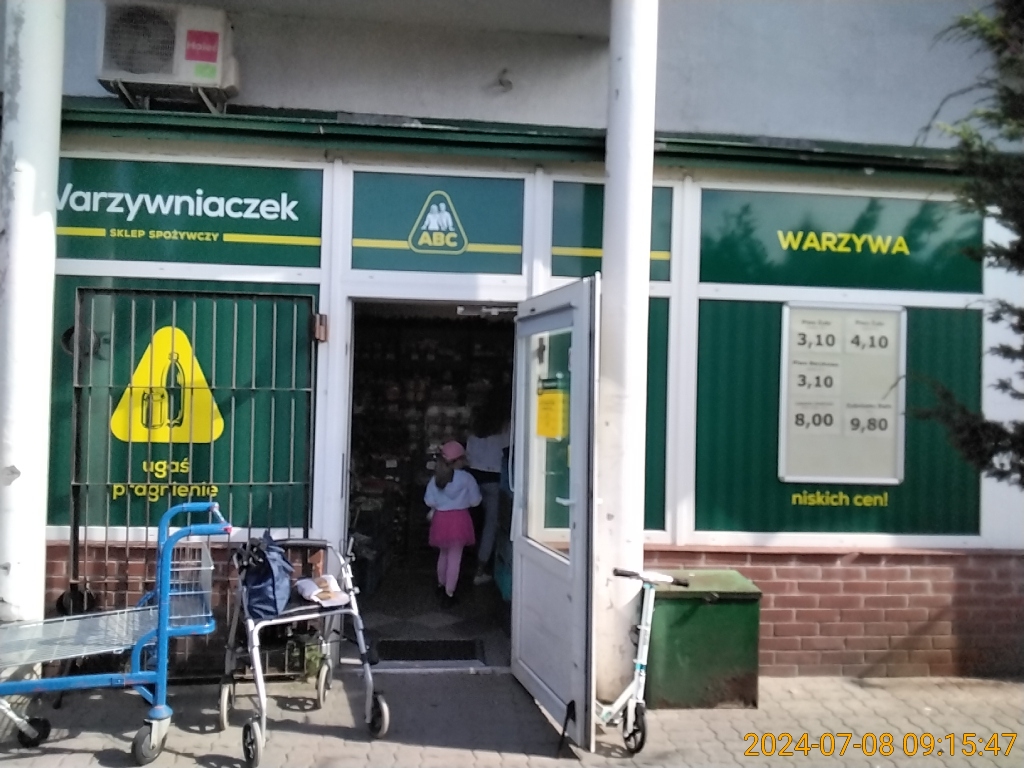 Warzywniaczek
SKLEP SPOŻYWCZY
ABC
WARZYWA
3,10
4,10
3,10
8,00
9,80
niskich cen!
ugaś
pragnienie
2024-07-08 09:15:47